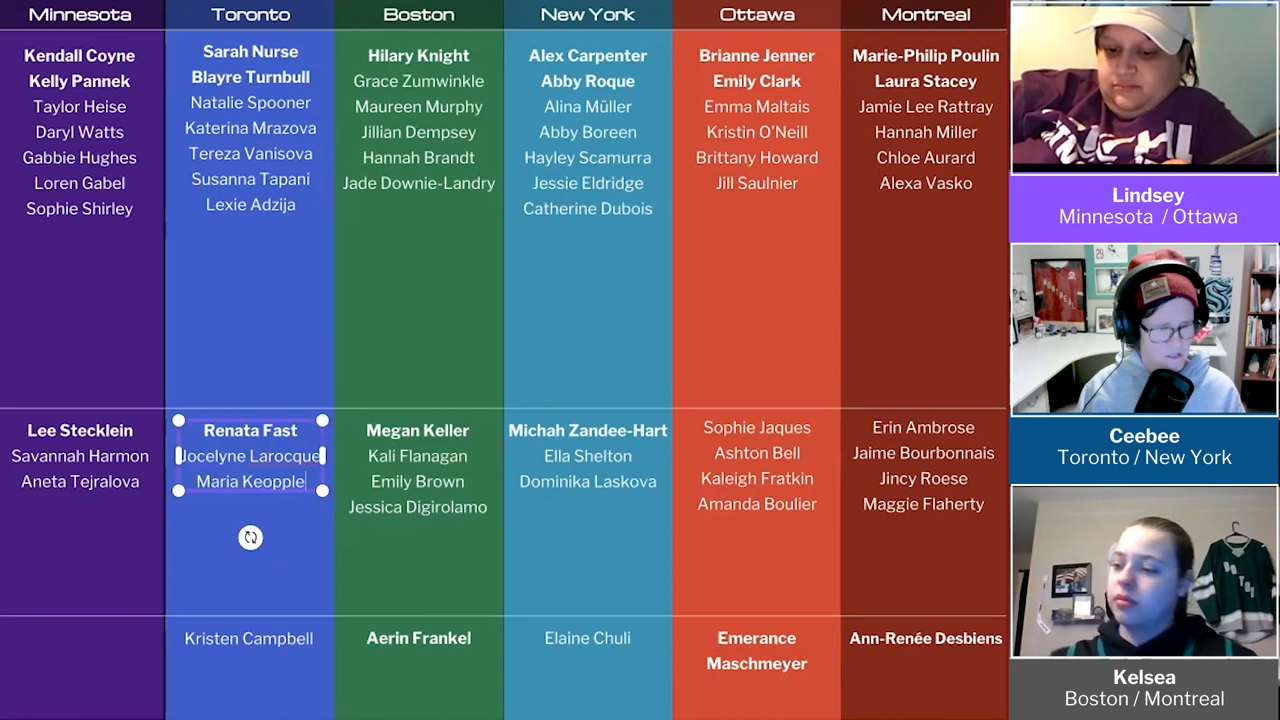 Minnesota
Kendall Coyne
Kelly Pannek
Taylor Heise
Daryl Watts
Gabbie Hughes
Loren Gabel
Sophie Shirley
Lee Stecklein
Savannah Harmon
Aneta Tejralova
Toronto
Sarah Nurse
Blayre Turnbull
Natalie Spooner
Katerina Mrazova
Tereza Vanisova
Susanna Tapani
Lexie Adzija
Renata Fast
Jocelyne Larocque
Maria Keopple
Kristen Campbell
Boston
Hilary Knight
Grace Zumwinkle
Maureen Murphy
Jillian Dempsey
Hannah Brandt
Jade Downie-Landry
Megan Keller
Kali Flanagan
Emily Brown
Jessica Digirolamo
Aerin Frankel
New York
Alex Carpenter
Abby Roque
Alina Müller
Abby Boreen
Hayley Scamurra
Jessie Eldridge
Catherine Dubois
Michah Zandee-Hart
Ella Shelton
Dominika Laskova
Elaine Chuli
Ottawa
Brianne Jenner
Emily Clark
Emma Maltais
Kristin O'Neill
Brittany Howard
Jill Saulnier
Sophie Jaques
Ashton Bell
Kaleigh Fratkin
Amanda Boulier
Emerance
Maschmeyer
Montreal
Marie-Philip Poulin
Laura Stacey
Jamie Lee Rattray
Hannah Miller
Chloe Aurard
Alexa Vasko
Erin Ambrose
Jaime Bourbonnais
Jincy Roese
Maggie Flaherty
Ann-Renée Desbiens
Lindsey
Minnesota / Ottawa
Ceebee
Toronto / New York
Kelsea
Boston / Montreal